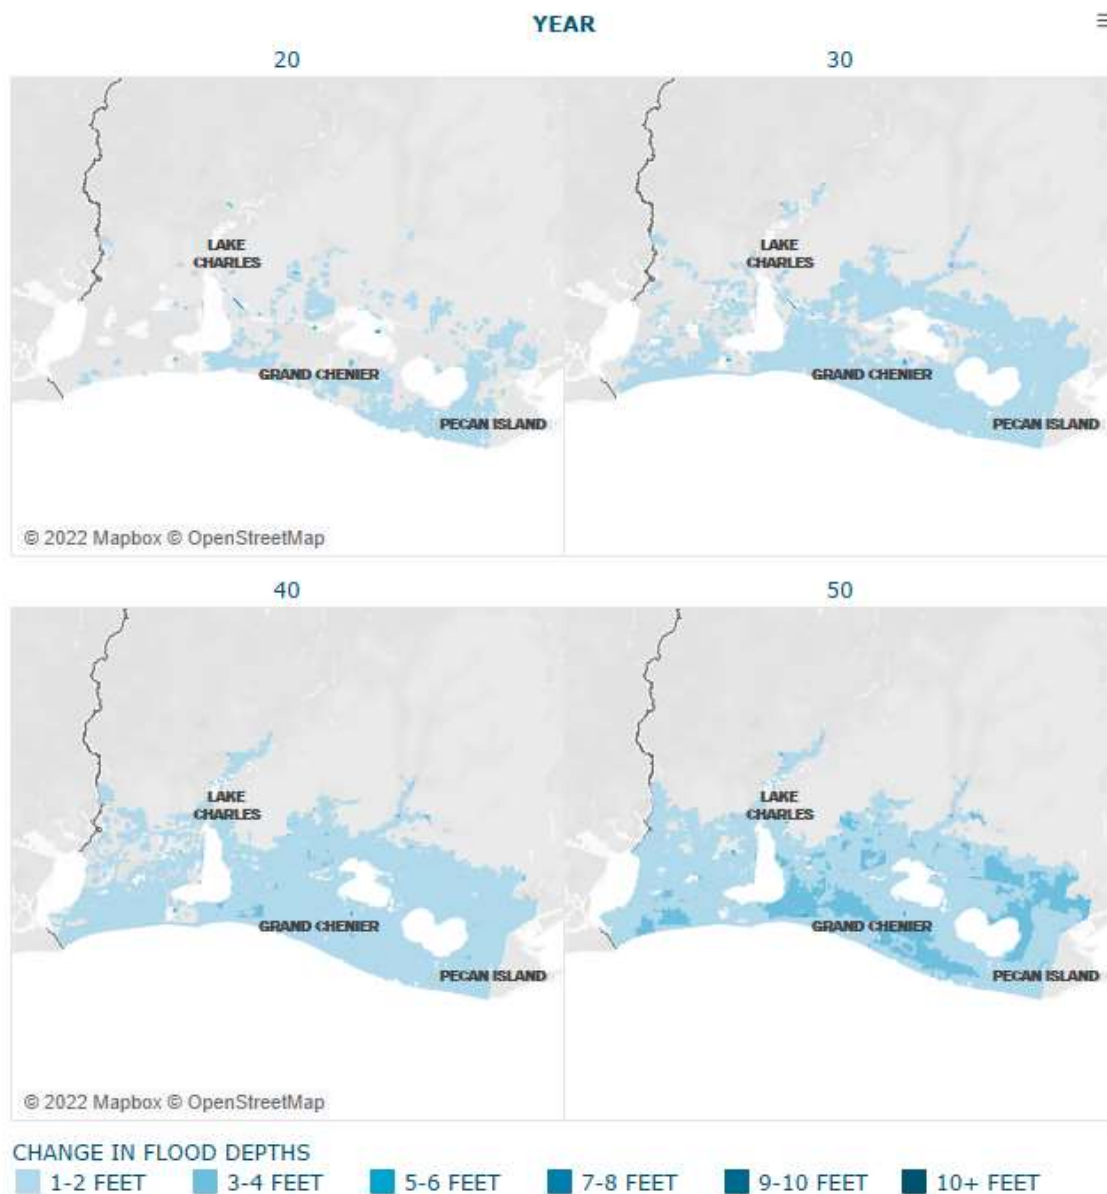 YEAR
20
30
LAKE
CHARLES
LAKE
CHARLES
GRAND CHENIER
GRAND CHENIER
PECAN ISLAND
PECAN ISLAND
© 2022 Mapbox © OpenStreetMap
40
50
LAKE
CHARLES
LAKE
CHARLES
GRAND CHENIER
GRAND CHENIER
PECAN ISLAND
PECAN ISLAND
© 2022 Mapbox © OpenStreetMap
CHANGE IN FLOOD DEPTHS
1-2 FEET
3-4 FEET
5-6 FEET
7-8 FEET
9-10 FEET
10+ FEET